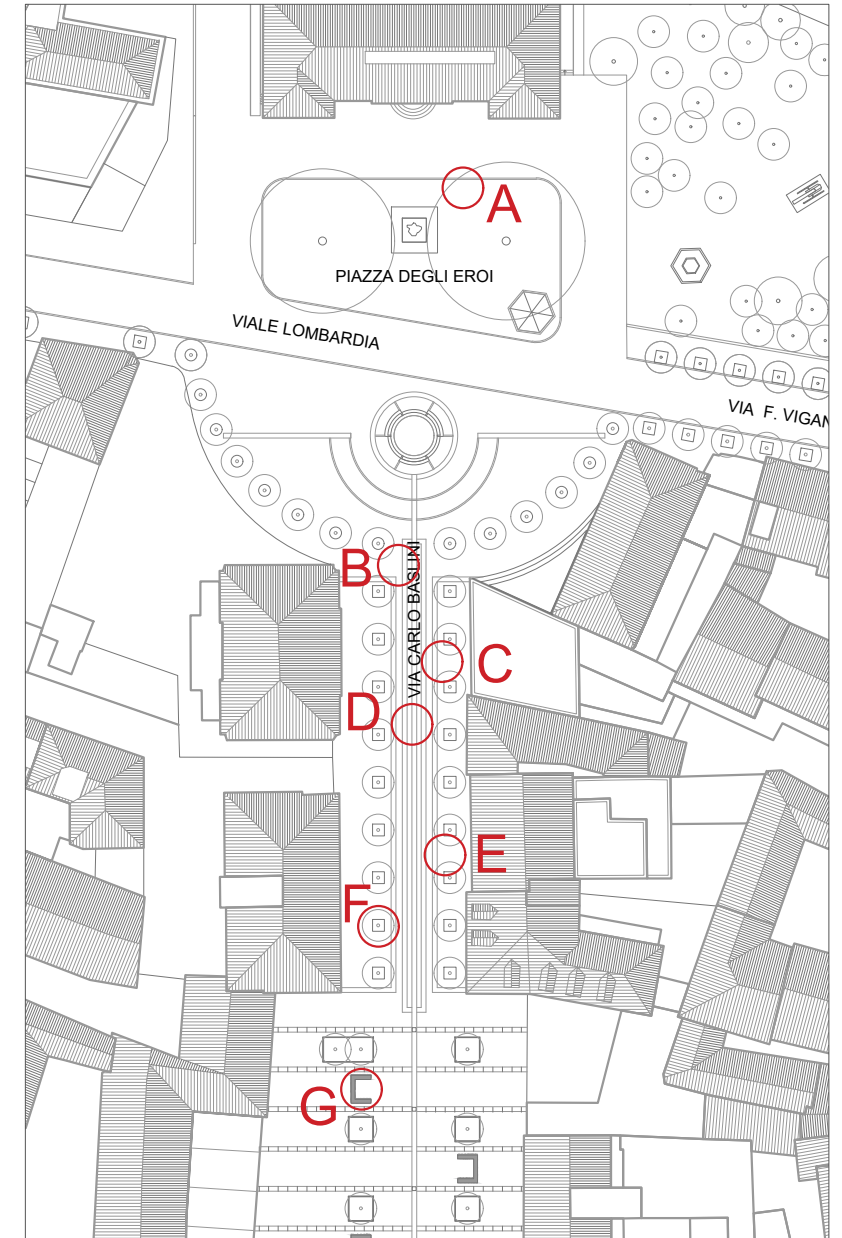 A
PIAZZA DEGLI EROI
VIALE LOMBARDIA
VIA F. VIGAN
B
VIA CARLO BASLINI
C
D
E
F
G